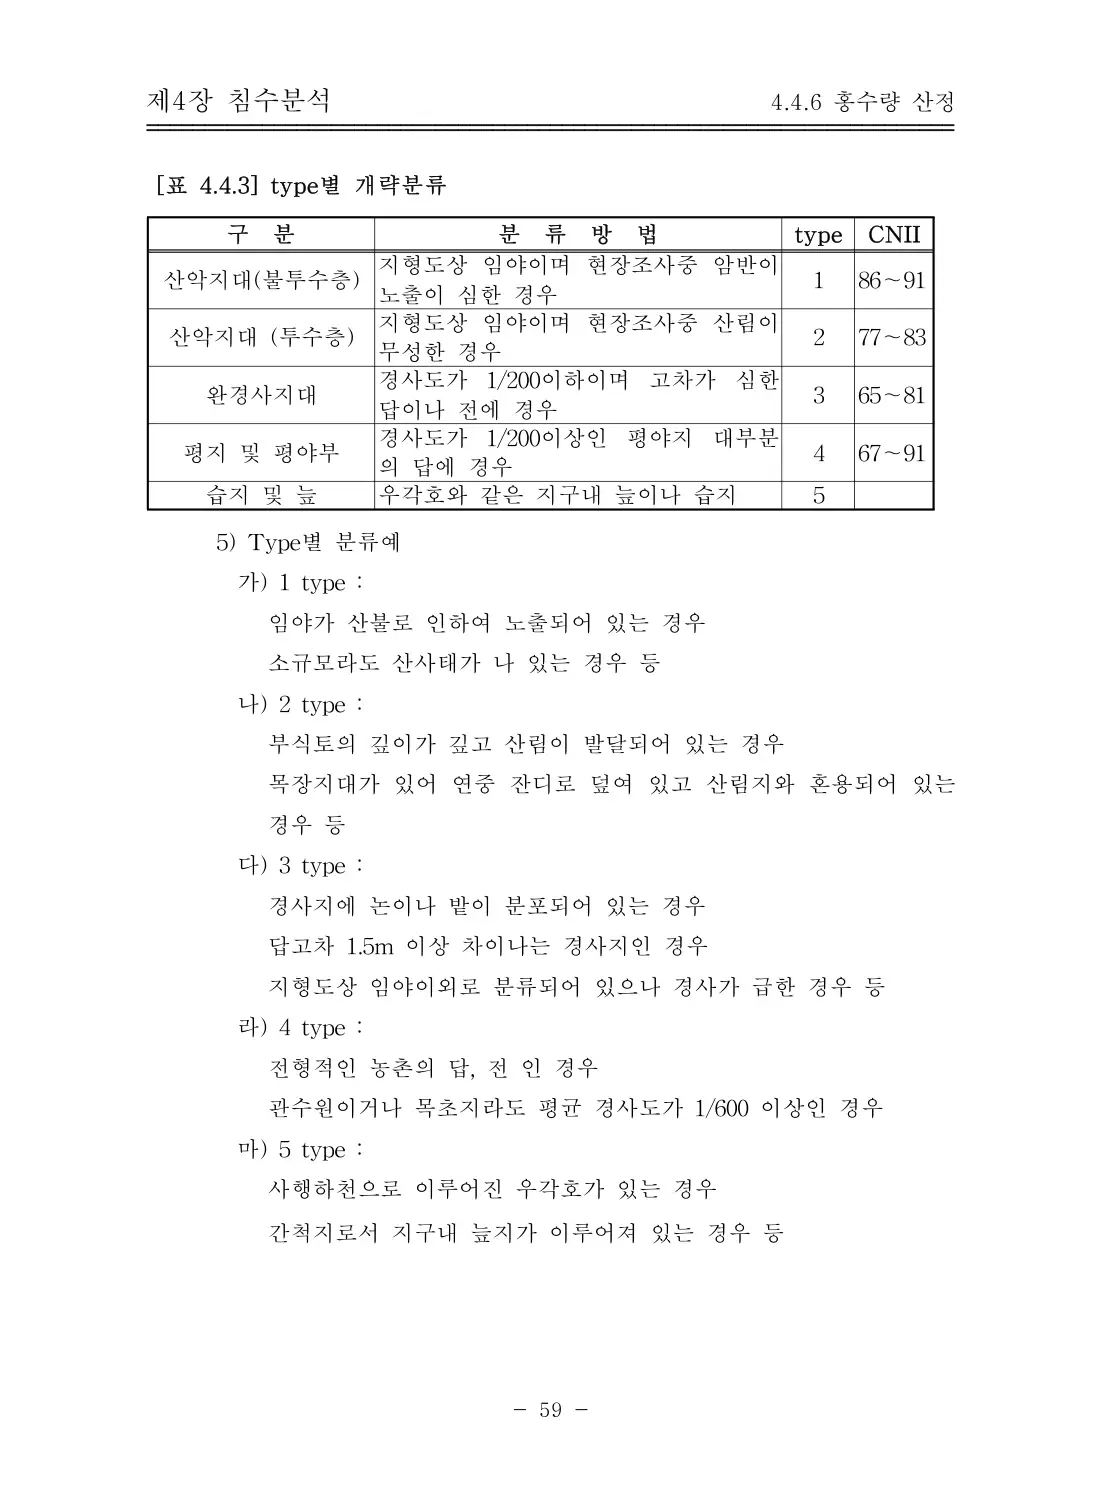 제4장 침수분석
4.4.6 홍수량 산정
[표 4.4.3] type별 개략분류
구 분
분 류 방 법
type
CNII
산악지대(불투수층)
지형도상 임야이며 현장조사중 암반이
노출이 심한 경우
1
86~91
산악지대 (투수층)
지형도상 임야이며 현장조사중 산림이
무성한 경우
2
77~83
완경사지대
경사도가 1/200이하이며 고차가 심한
답이나 전에 경우
3
65~81
평지 및 평야부
경사도가 1/200이상인 평야지 대부분
의 답에 경우
4
67~91
습지 및 늪
우각호와 같은 지구내 늪이나 습지
5
5) Type별 분류예
가) 1 type :
임야가 산불로 인하여 노출되어 있는 경우
소규모라도 산사태가 나 있는 경우 등
나) 2 type :
부식토의 깊이가 깊고 산림이 발달되어 있는 경우
목장지대가 있어 연중 잔디로 덮여 있고 산림지와 혼용되어 있는
경우 등
다) 3 type :
경사지에 논이나 밭이 분포되어 있는 경우
답고차 1.5m 이상 차이나는 경사지인 경우
지형도상 임야이외로 분류되어 있으나 경사가 급한 경우 등
라) 4 type :
전형적인 농촌의 답, 전 인 경우
관수원이거나 목초지라도 평균 경사도가 1/600 이상인 경우
마) 5 type :
사행하천으로 이루어진 우각호가 있는 경우
간척지로서 지구내 늪지가 이루어져 있는 경우 등
- 59 -